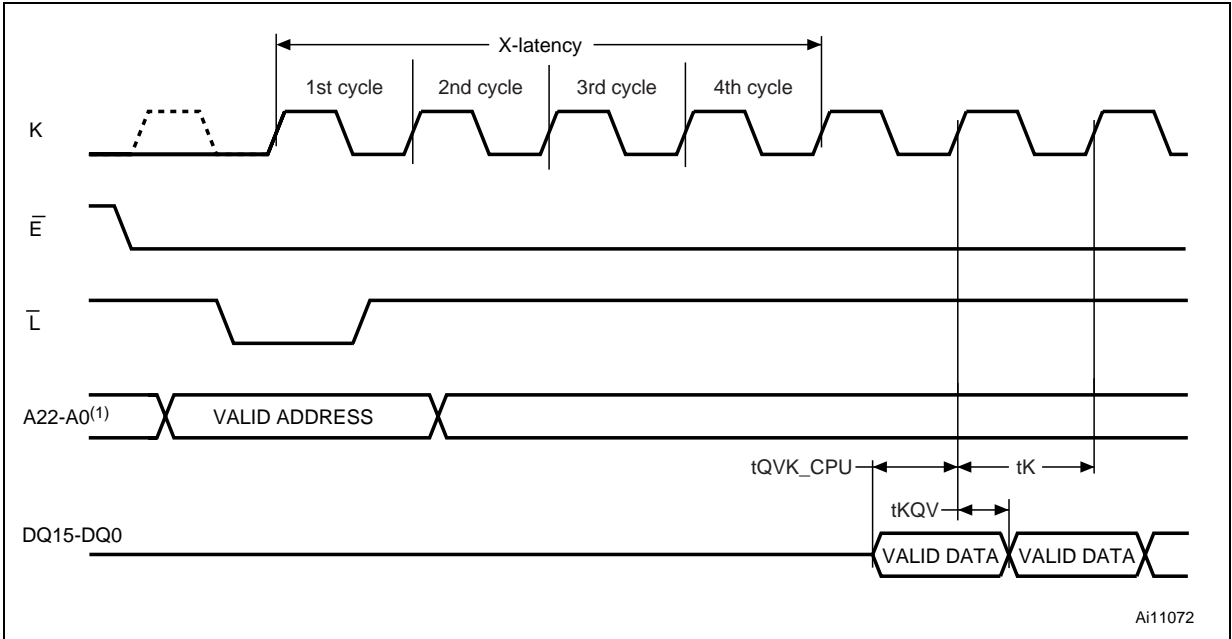 X-latency
1st cycle 2nd cycle 3rd cycle 4th cycle
K
E̅
L̅
A22-A0(1) VALID ADDRESS
tQVK_CPU tK
tKQV
DQ15-DQ0
VALID DATA VALID DATA
Ai11072